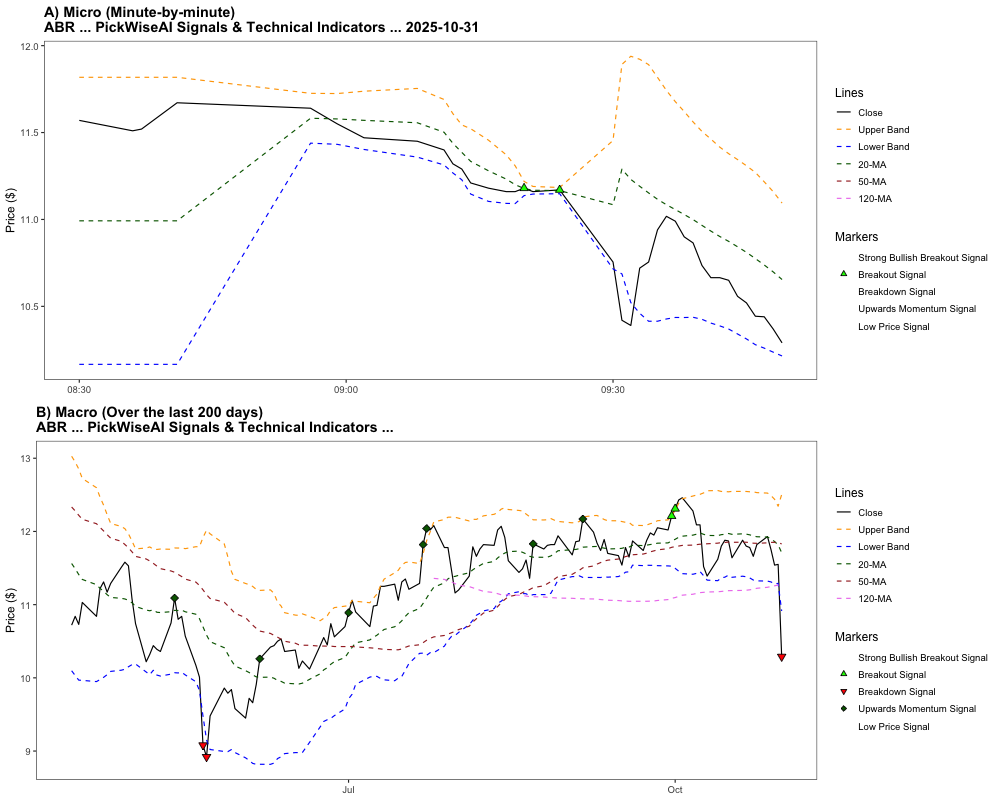 A) Micro (Minute-by-minute)
ABR ... PickWiseAI Signals & Technical Indicators ... 2025-10-31
12.0
11.5
11.0
10.5
Price ($)
08:30
09:00
09:30
Lines
Close
Upper Band
Lower Band
20-MA
50-MA
120-MA
Markers
Strong Bullish Breakout Signal
Breakout Signal
Breakdown Signal
Upwards Momentum Signal
Low Price Signal
B) Macro (Over the last 200 days)
ABR ... PickWiseAI Signals & Technical Indicators ...
13
12
11
10
9
Price ($)
Jul
Oct
Lines
Close
Upper Band
Lower Band
20-MA
50-MA
120-MA
Markers
Strong Bullish Breakout Signal
Breakout Signal
Breakdown Signal
Upwards Momentum Signal
Low Price Signal